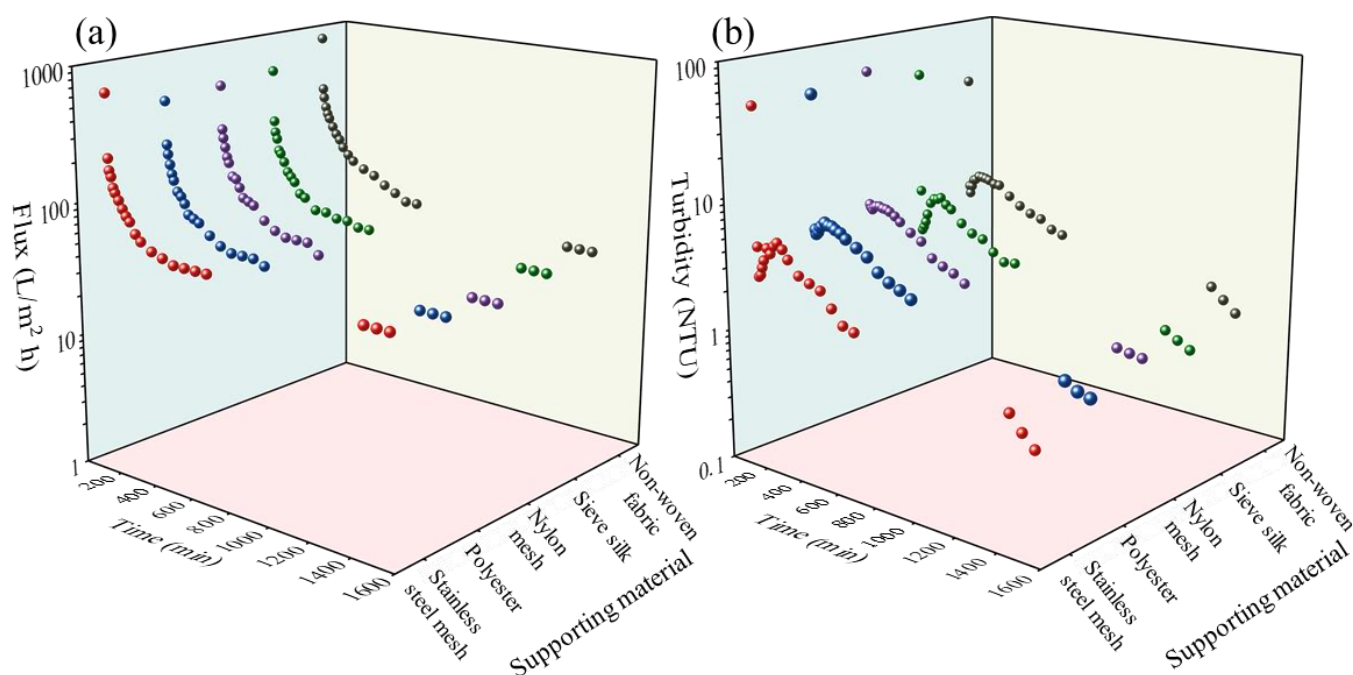 (a)
1000
100
10
1
Flux (L/m² h)
200
400
600
800
1000
1200
1400
1600
Time (min)
Stainless
steel mesh
Polyester
Nylon
mesh
Sieve silk
Non-woven
fabric
Supporting material
(b)
100
10
1
0.1
Turbidity (NTU)
200
400
600
800
1000
1200
1400
1600
Time (min)
Stainless
steel mesh
Polyester
Nylon
mesh
Sieve silk
Non-woven
fabric
Supporting material